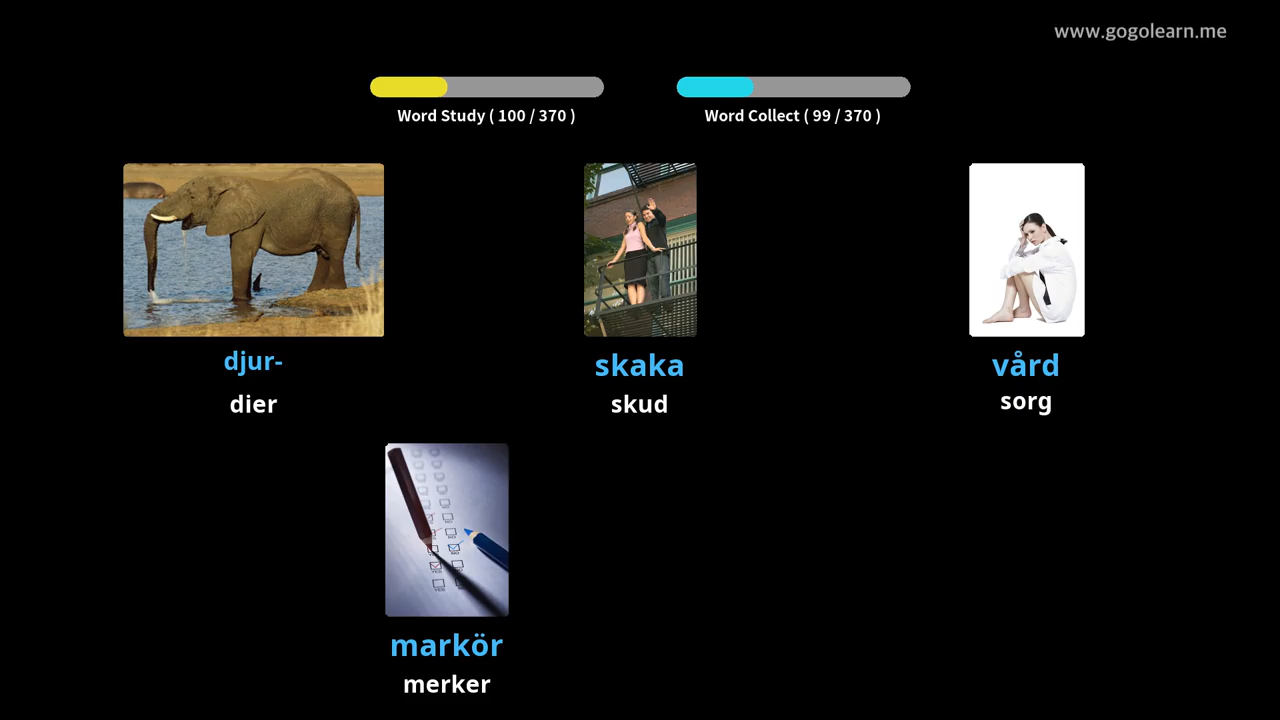 www.gogolearn.me
Word Study ( 100 / 370 )
Word Collect ( 99 / 370 )
djur-
dier
skaka
skud
vård
sorg
markör
merker